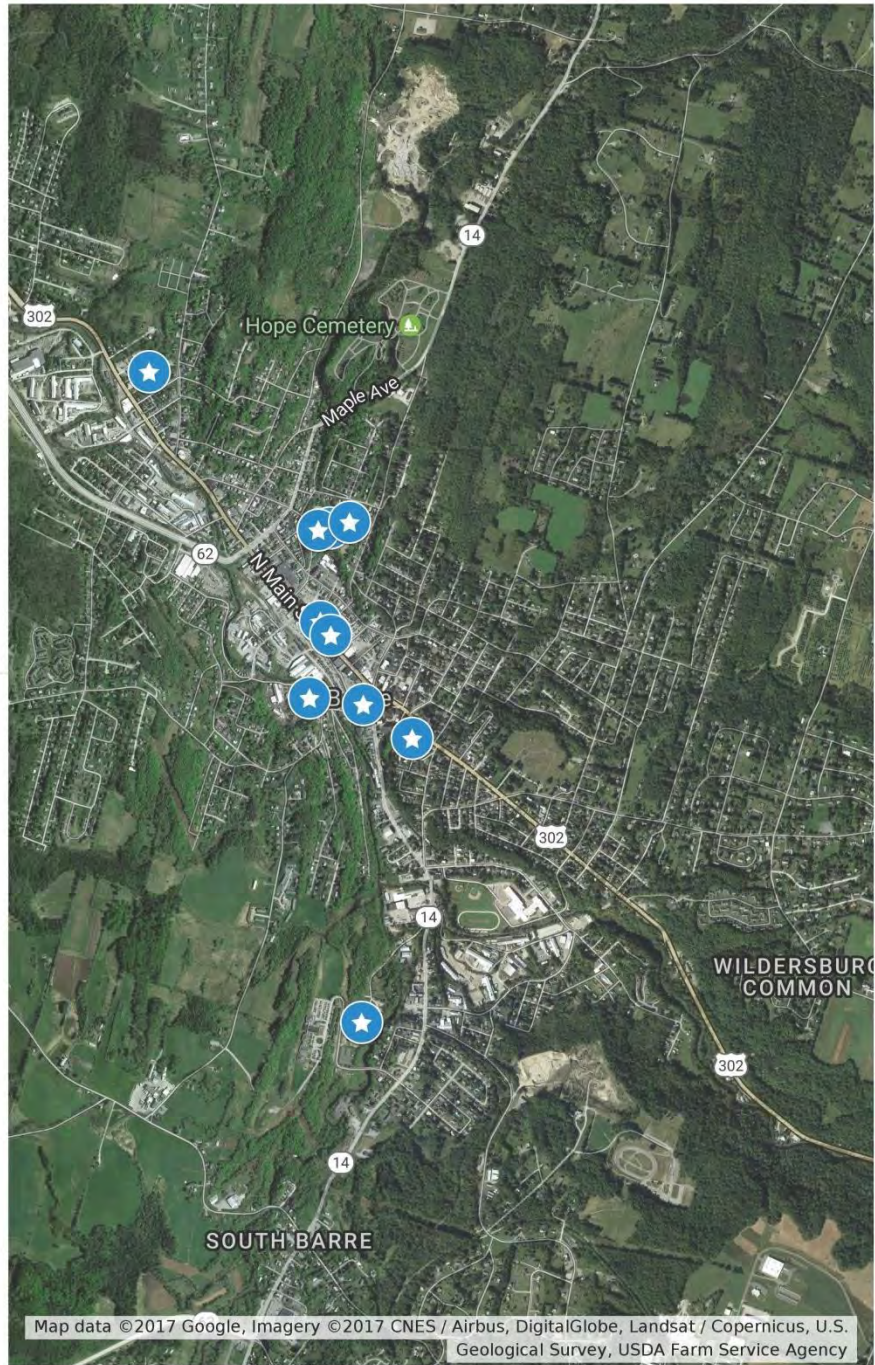 14
302
Hope Cemetery
Maple Ave
62
N Main S
B e
302
14
WILDERSBURG
COMMON
302
14
SOUTH BARRE
Map data ©2017 Google, Imagery ©2017 CNES / Airbus, DigitalGlobe, Landsat / Copernicus, U.S.
Geological Survey, USDA Farm Service Agency